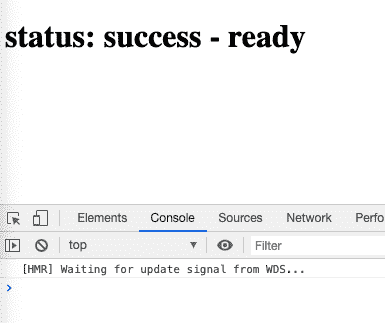 status: success - ready
Elements Console Sources Network Perfo
top Filter
[HMR] Waiting for update signal from WDS...